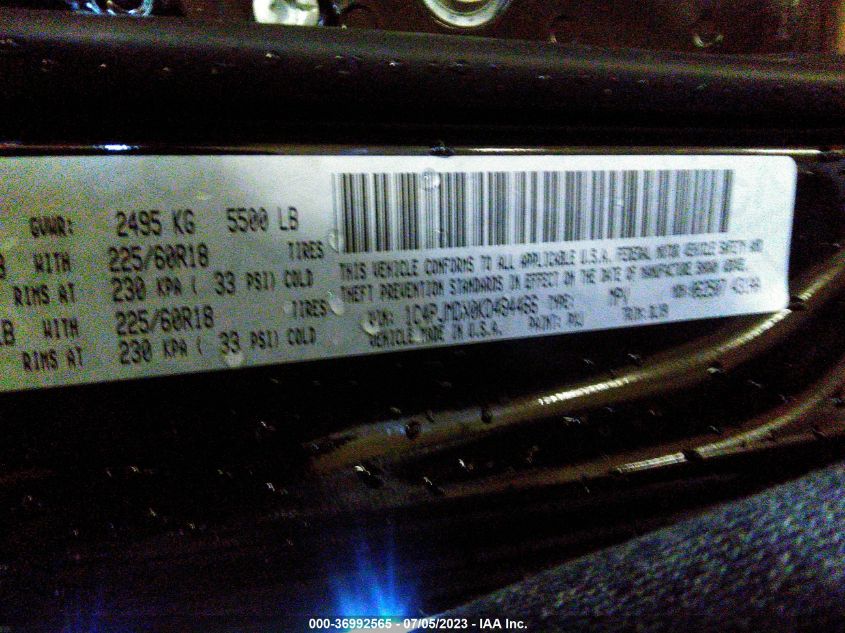 GVWR: 2495 KG 5500 LB
B WITH 225/60R18 TIRES
RIMS AT 230 KPA ( 33 PSI) COLD
LB WITH 225/60R18 TIRES
RIMS AT 230 KPA ( 33 PSI) COLD
THIS VEHICLE CONFORMS TO ALL APPLICABLE U.S.A. FEDERAL MOTOR VEHICLE SAFETY AND
THEFT PREVENTION STANDARDS IN EFFECT ON THE DATE OF MANUFACTURE SHOWN ABOVE.
VIN: TYPE: MPV
VEHICLE MADE IN U.S.A. PAINT: TRIM:
000-36992565 - 07/05/2023 - IAA Inc.